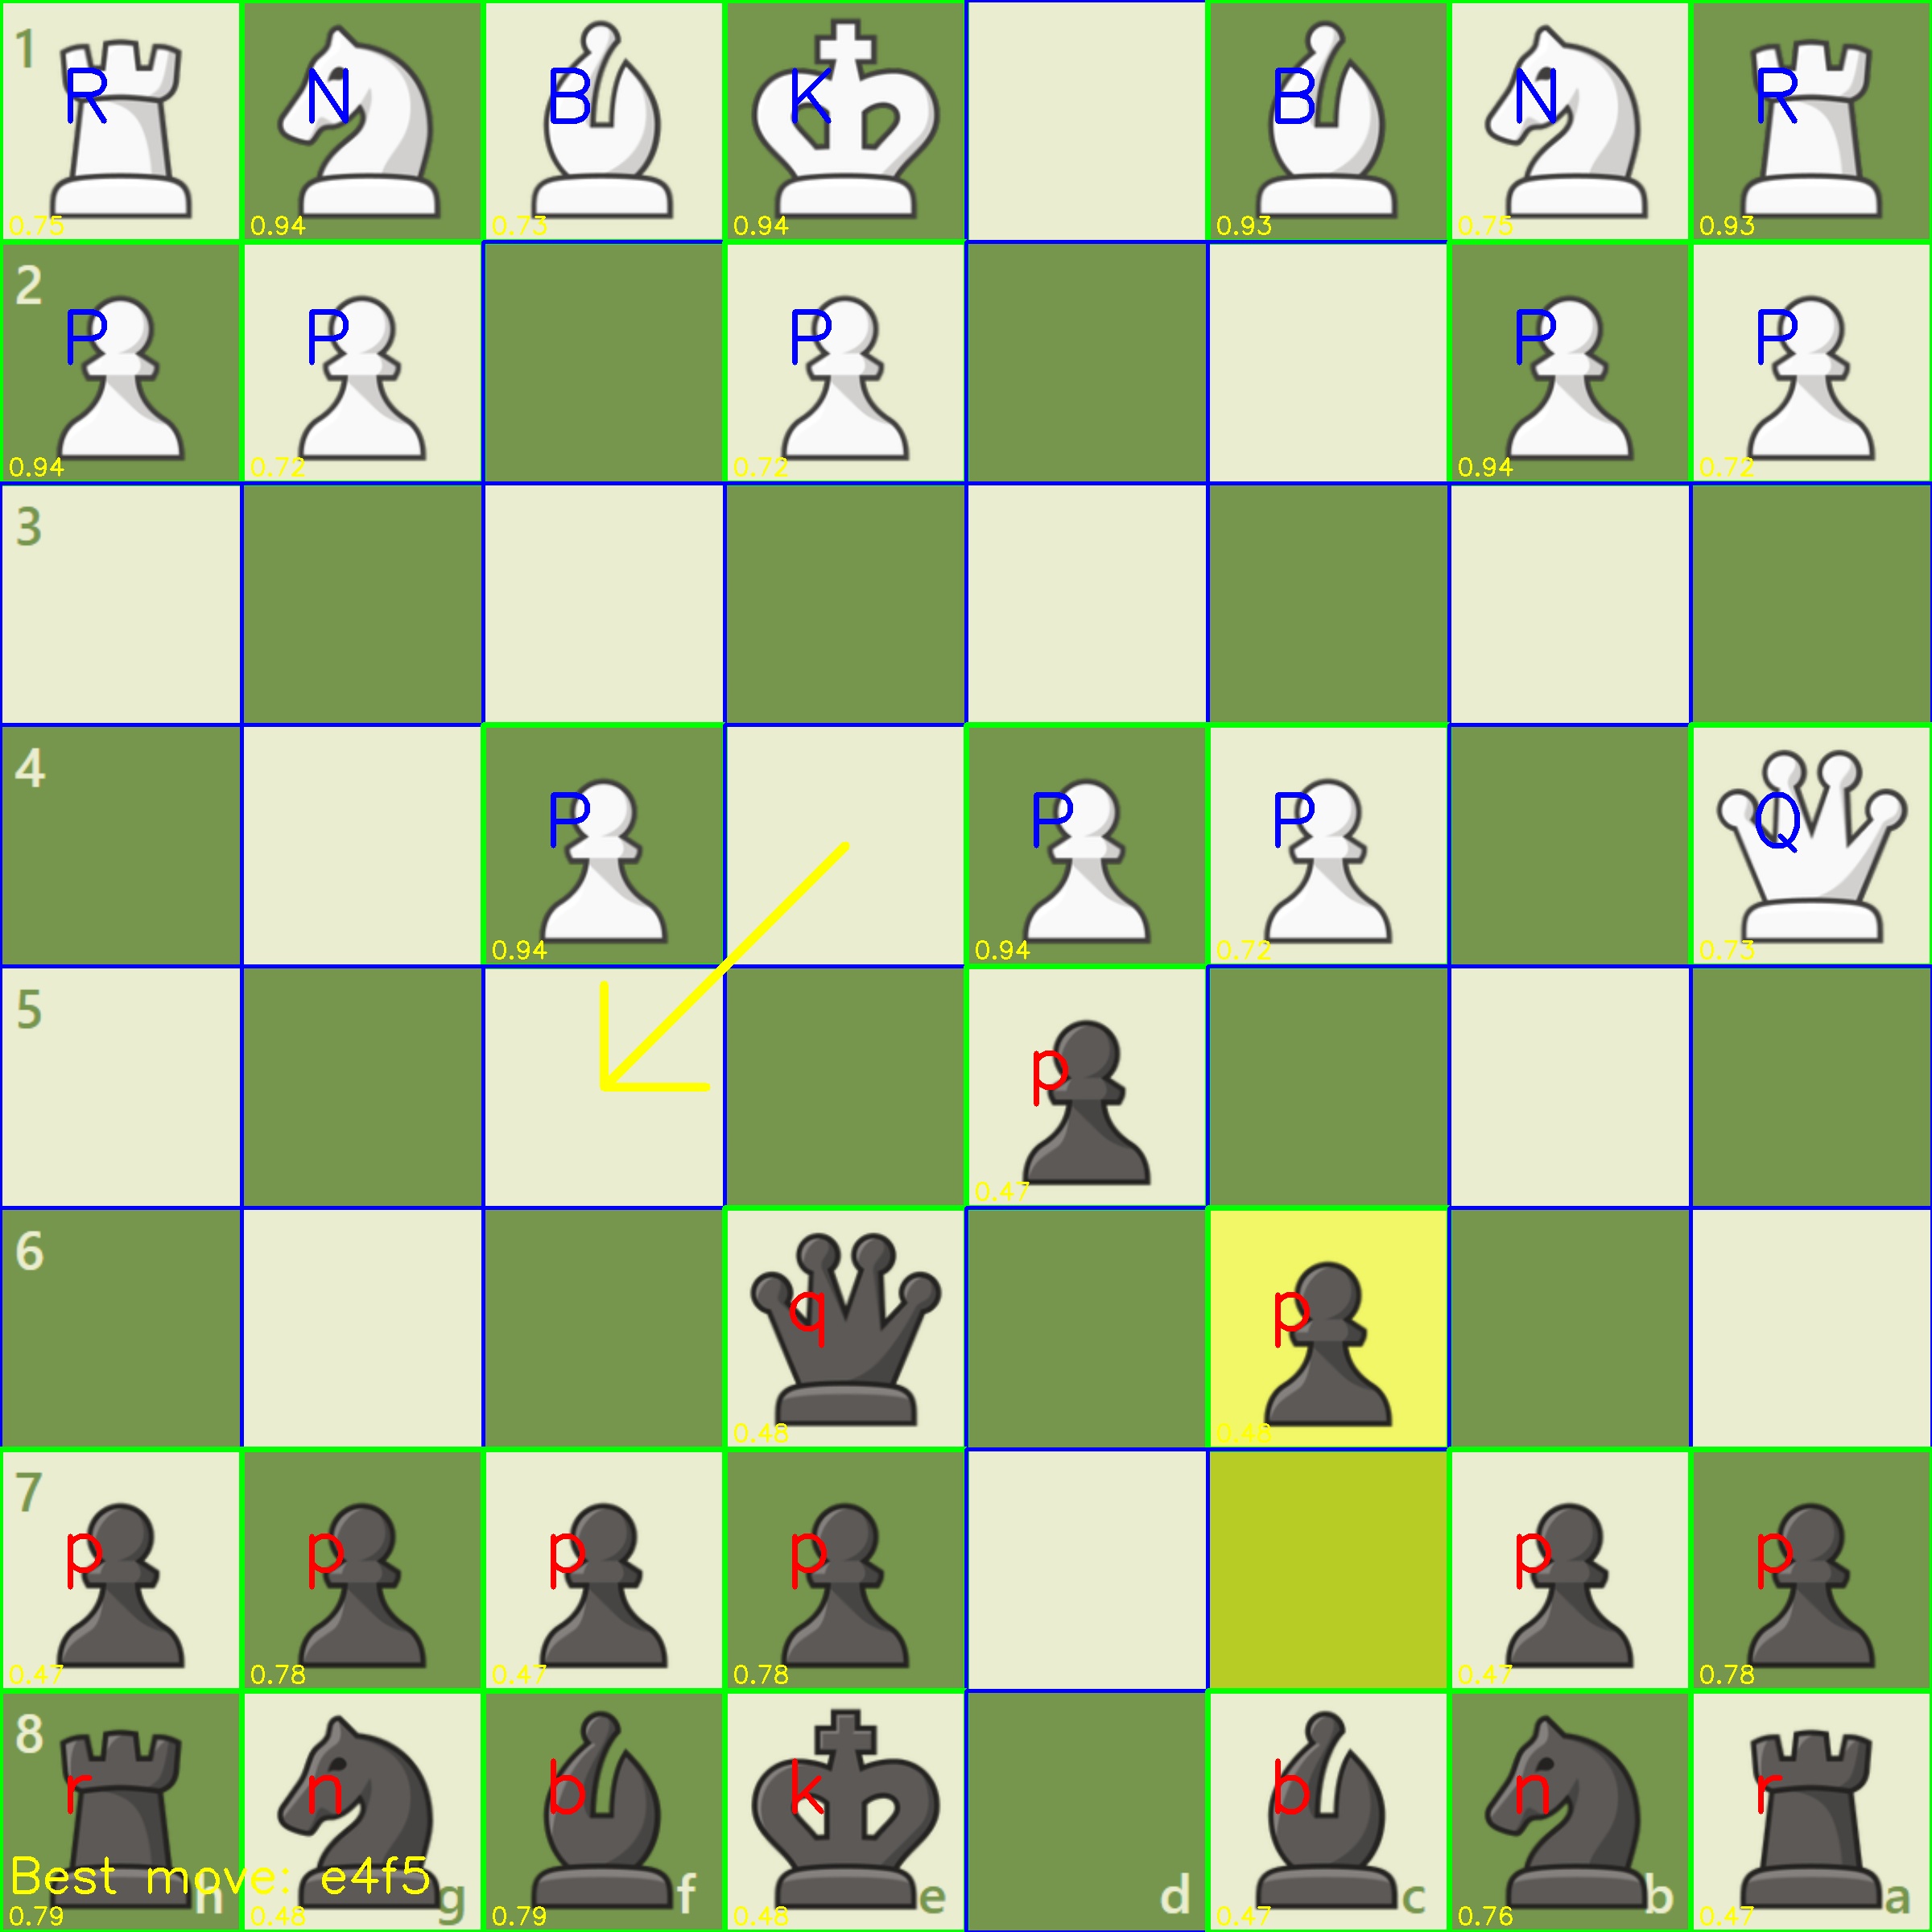 1 R N B K B N R
0.75 0.94 0.73 0.94 0.93 0.75 0.93
2 P P P P P
0.94 0.72 0.72 0.94 0.72
3
4 P P P Q
0.94 0.94 0.72 0.73
5 p
0.47
6 q p
0.48 0.48
7 p p p p p p
0.47 0.78 0.47 0.78 0.47 0.78
8 r n b k b n r
Best move: e4f5
h g f e d c b a
0.79 0.48 0.79 0.48 0.47 0.76 0.47